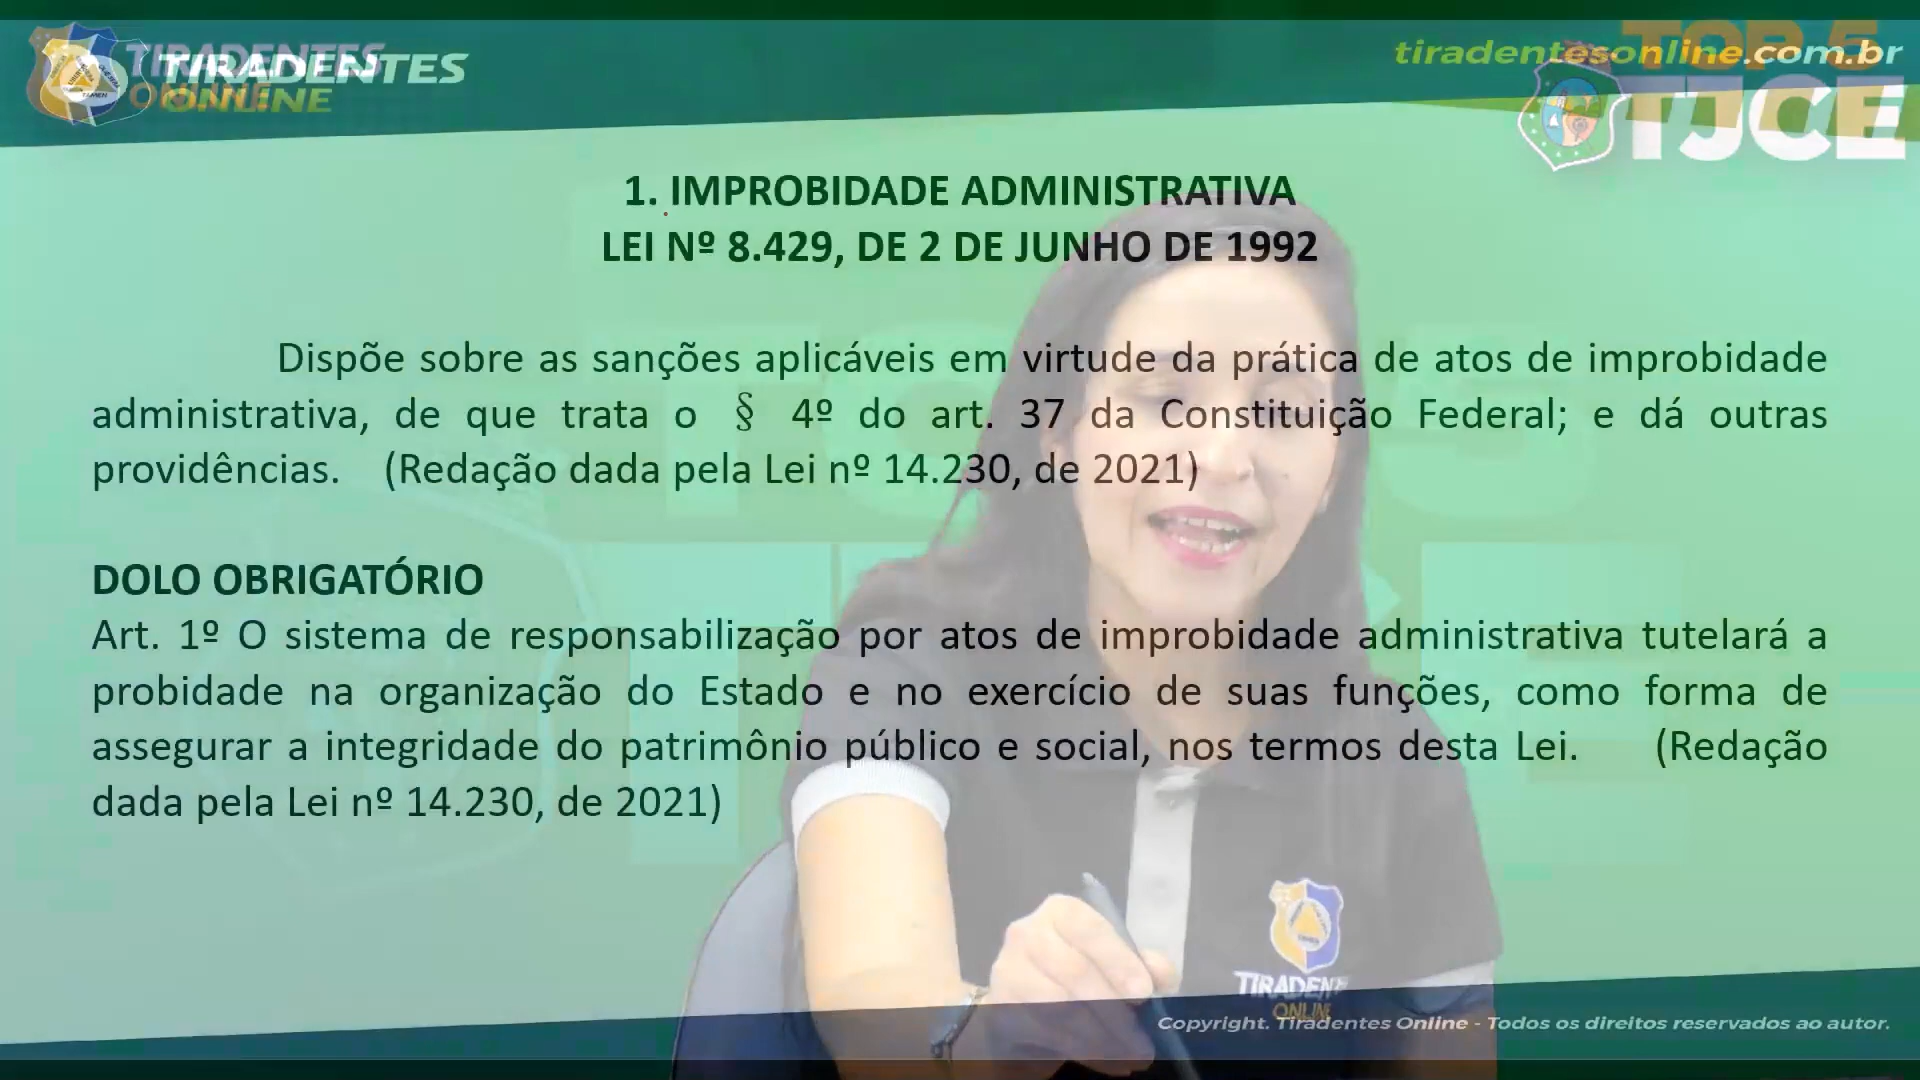 TIRADENTES
ONLINE
TIRADENTES
ONLINE
tiradentesonline.com.br
TOP 5
TJCE
1. IMPROBIDADE ADMINISTRATIVA
LEI Nº 8.429, DE 2 DE JUNHO DE 1992
Dispõe sobre as sanções aplicáveis em virtude da prática de atos de improbidade
administrativa, de que trata o § 4º do art. 37 da Constituição Federal; e dá outras
providências. (Redação dada pela Lei nº 14.230, de 2021)
DOLO OBRIGATÓRIO
Art. 1º O sistema de responsabilização por atos de improbidade administrativa tutelará a
probidade na organização do Estado e no exercício de suas funções, como forma de
assegurar a integridade do patrimônio público e social, nos termos desta Lei. (Redação
dada pela Lei nº 14.230, de 2021)
Copyright. Tiradentes Online - Todos os direitos reservados ao autor.